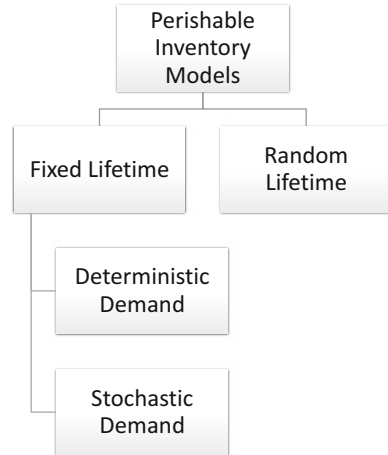 Perishable
Inventory
Models
Fixed Lifetime
Random
Lifetime
Deterministic
Demand
Stochastic
Demand